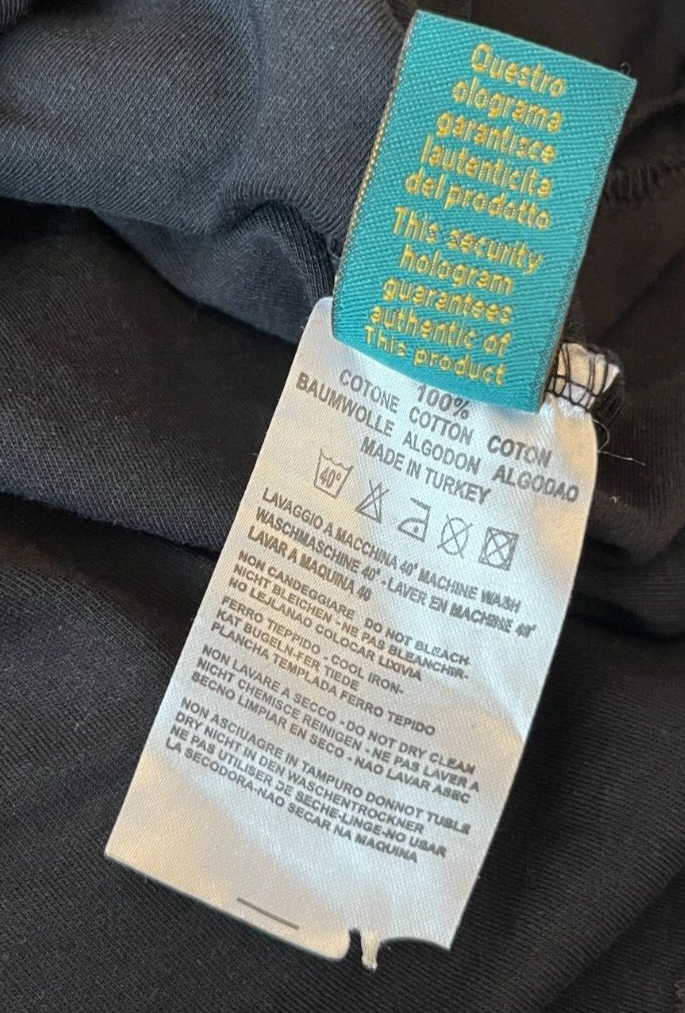 Questro
olograma
garantisce
lautenticita
del prodotto
This security
hologram
guarantees
authentic of
This product
100%
COTONE COTTON COTON
BAUMWOLLE ALGODON ALGODAO
MADE IN TURKEY
40°
LAVAGGIO A MACCHINA 40° MACHINE WASH
WASCHMASCHINE 40° - LAVER EN MACHINE 40°
LAVAR A MAQUINA 40
NON CANDEGGIARE DO NOT BLEACH-
NICHT BLEICHEN - NE PAS BLEANCHIR-
NO LEJLANAO COLOCAR LIXIVIA
FERRO TIEPPIDO - COOL IRON-
KAT BUGELN-FER TIEDE
PLANCHA TEMPLADA FERRO TEPIDO
NON LAVARE A SECCO - DO NOT DRY CLEAN
NICHT CHEMISCE REINIGEN - NE PAS LAVER A
SECNO LIMPIAR EN SECO - NAO LAVAR ABEC
NON ASCIUAGRE IN TAMPURO DONNOT TUBLE
DRY NICHT IN DEN WASCHENTROCKNER
NE PAS UTILISER DE SECHE-LINGE-NO USAR
LA SECODORA-NAO SECAR NA MAQUINA